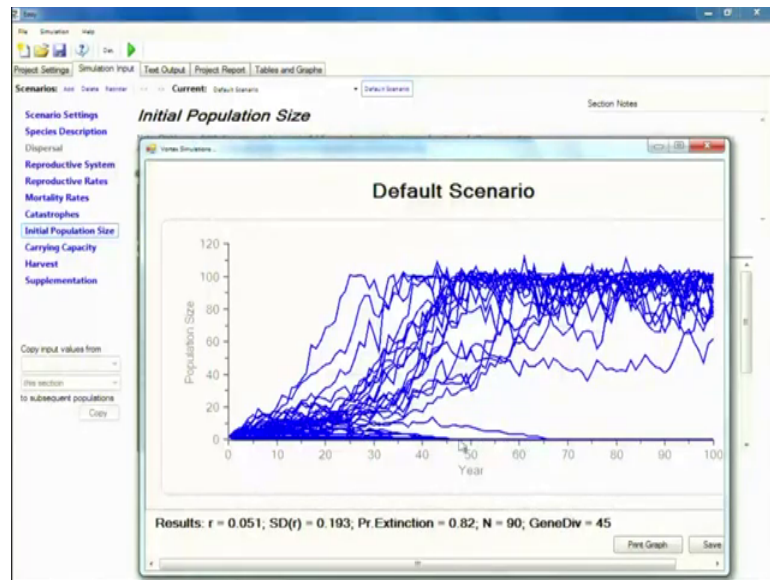 Easy
File Simulation Help
Project Settings Simulation Input Text Output Project Report Tables and Graphs
Scenarios: Add Delete Reorder Current: Default Scenario Default Scenario
Section Notes
Scenario Settings
Species Description
Dispersal
Reproductive System
Reproductive Rates
Mortality Rates
Catastrophes
Initial Population Size
Carrying Capacity
Harvest
Supplementation
Copy input values from
this section
to subsequent populations
Copy
Initial Population Size
Vortex Simulations ..
Default Scenario
Population Size
120
100
80
60
40
20
0
0 10 20 30 40 50 60 70 80 90 100
Year
Results: r = 0.051; SD(r) = 0.193; Pr.Extinction = 0.82; N = 90; GeneDiv = 45
Print Graph Save